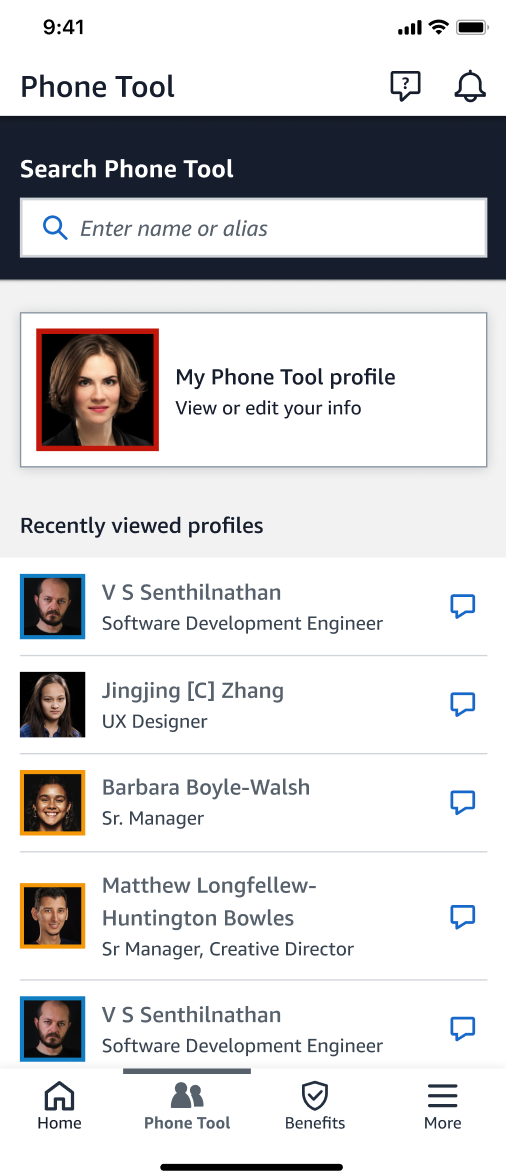 9:41
Phone Tool
?
Search Phone Tool
Enter name or alias
My Phone Tool profile
View or edit your info
Recently viewed profiles
V S Senthilnathan
Software Development Engineer
Jingjing [C] Zhang
UX Designer
Barbara Boyle-Walsh
Sr. Manager
Matthew Longfellew-
Huntington Bowles
Sr Manager, Creative Director
V S Senthilnathan
Software Development Engineer
Home
Phone Tool
Benefits
More